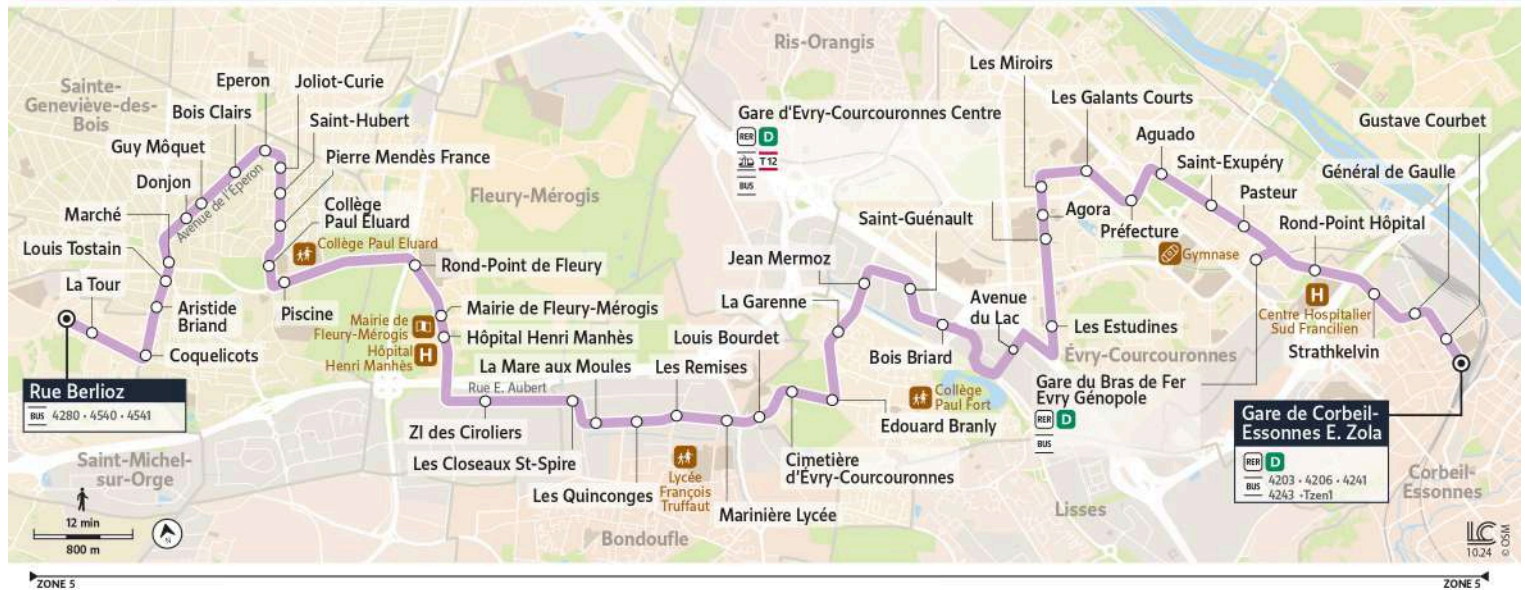 Ris-Orangis
Sainte-
Geneviève-des-
Bois
Eperon
Joliot-Curie
Bois Clairs
Saint-Hubert
Guy Môquet
Pierre Mendès France
Donjon
Avenue de l'Eperon
Collège
Paul Éluard
Marché
Collège Paul Eluard
Louis Tostain
Rond-Point de Fleury
La Tour
Aristide
Briand
Piscine
Coquelicots
Fleury-Mérogis
Mairie de Fleury-Mérogis
Mairie de
Fleury-Mérogis
Hôpital Henri Manhès
H
Hôpital
Henri Manhès
Rue Berlioz
BUS 4280 • 4540 • 4541
Saint-Michel-
sur-Orge
Rue E. Aubert
La Mare aux Moules
Les Remises
Louis Bourdet
ZI des Ciroliers
Les Closeaux St-Spire
Les Quinconges
Lycée
François
Truffaut
Marinière Lycée
Cimetière
d'Évry-Courcouronnes
Edouard Branly
Bondoufle
Gare d'Evry-Courcouronnes Centre
RER D
T12
BUS
Les Miroirs
Les Galants Courts
Aguado
Saint-Exupéry
Pasteur
Gustave Courbet
Général de Gaulle
Rond-Point Hôpital
Agora
Préfecture
Gymnase
Saint-Guénault
Jean Mermoz
La Garenne
Avenue
du Lac
Les Estudines
Bois Briard
Évry-Courcouronnes
Collège
Paul Fort
Gare du Bras de Fer
Evry Génopole
RER D
BUS
H
Centre Hospitalier
Sud Francilien
Strathkelvin
Gare de Corbeil-
Essonnes E. Zola
RER D
BUS 4203 • 4206 • 4241
4243 •Tzen1
Corbeil-
Essonnes
Lisses
12 min
800 m
N
LC
10.24
© OSM
ZONE 5
ZONE 5